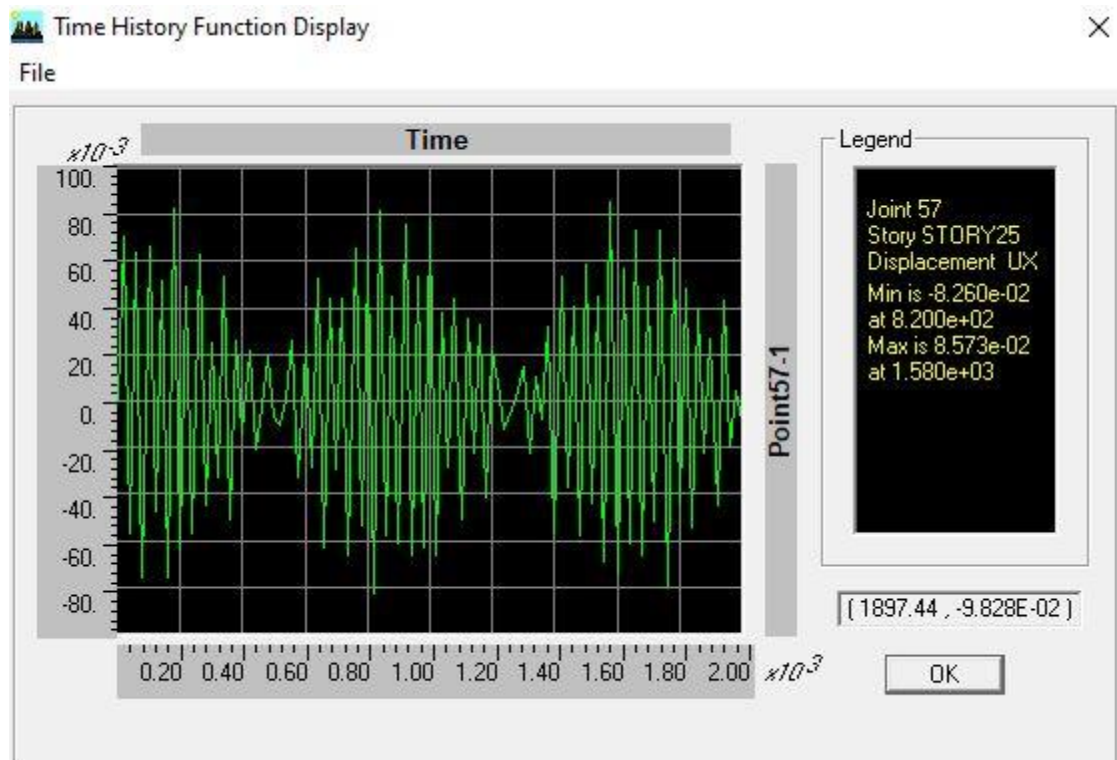 Time History Function Display
File
Time
x10-3
100.
80.
60.
40.
20.
0.
-20.
-40.
-60.
-80.
0.20 0.40 0.60 0.80 1.00 1.20 1.40 1.60 1.80 2.00 x10 3
Point57-1
Legend
Joint 57
Story STORY25
Displacement UX
Min is -8.260e-02
at 8.200e+02
Max is 8.573e-02
at 1.580e+03
( 1897.44 , -9.828E-02 )
OK